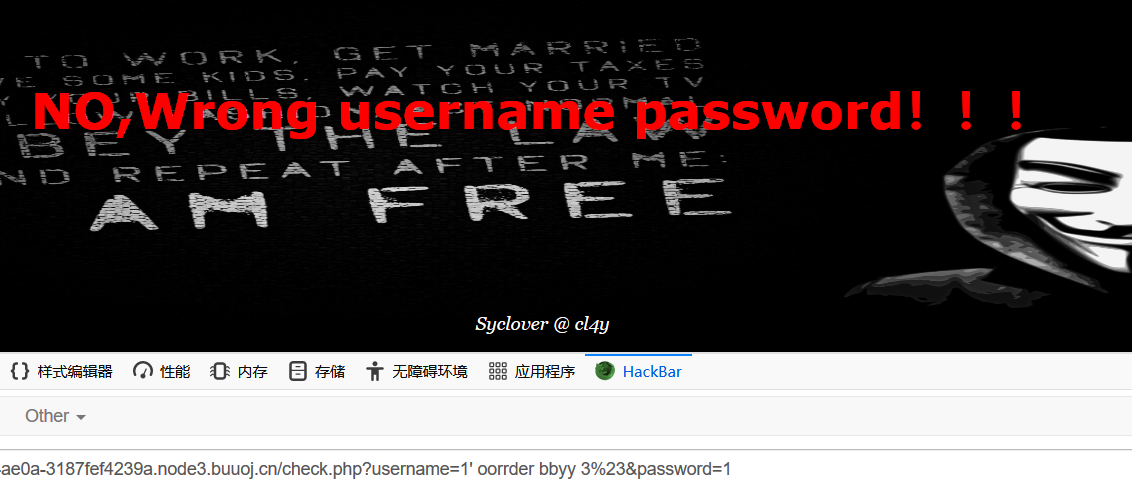 TO WORK, GET MARRIED
VE SOME KIDS, PAY YOUR TAXES
YOUR BILLS, WATCH YOUR TV
NO,Wrong username password！！！
BEY THE LAW
ND REPEAT AFTER ME:
AM FREE
Syclover @ cl4y
样式编辑器 性能 内存 存储 无障碍环境 应用程序 HackBar
Other
-ae0a-3187fef4239a.node3.buuoj.cn/check.php?username=1' oorrder bbyy 3%23&password=1